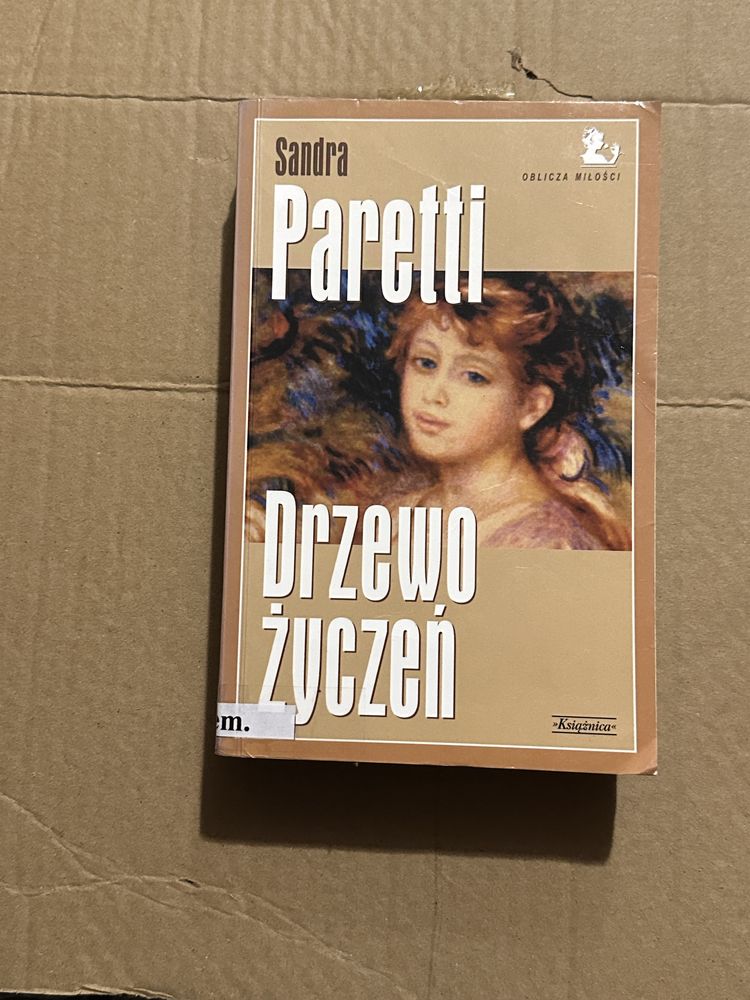 Sandra
Paretti
OBLICZA MIŁOŚCI
Drzewo
życzeń
em.
»Książnica«